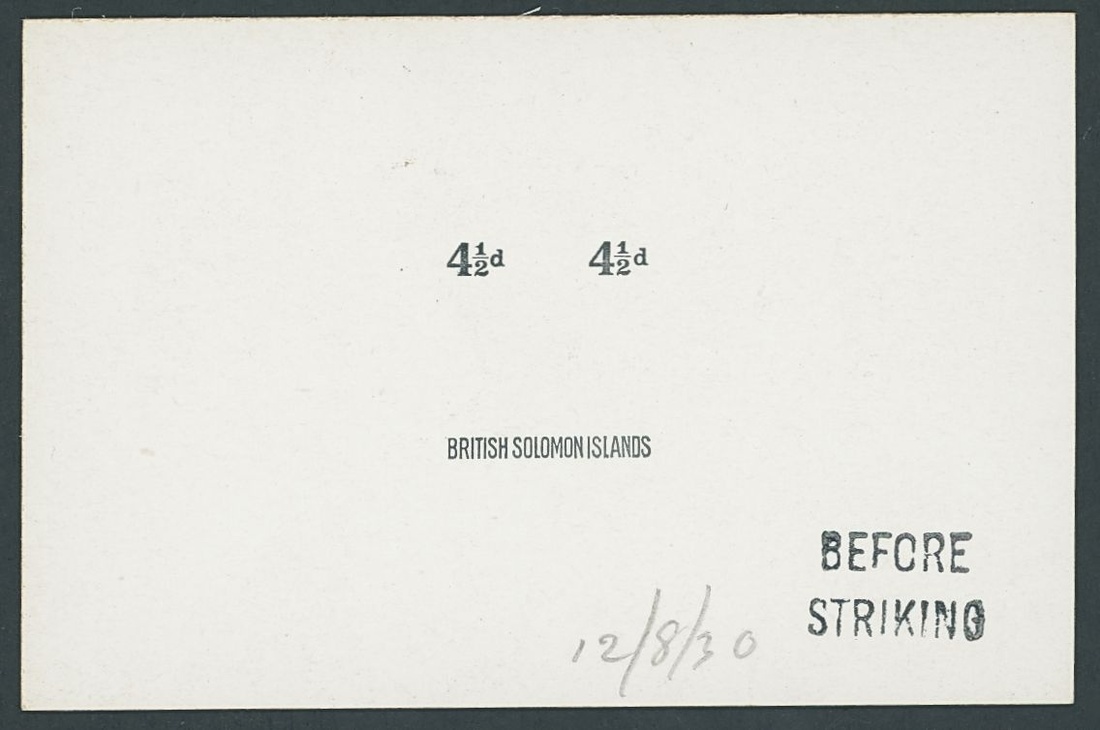 4½d 4½d
BRITISH SOLOMON ISLANDS
BEFORE
STRIKING
12/8/30